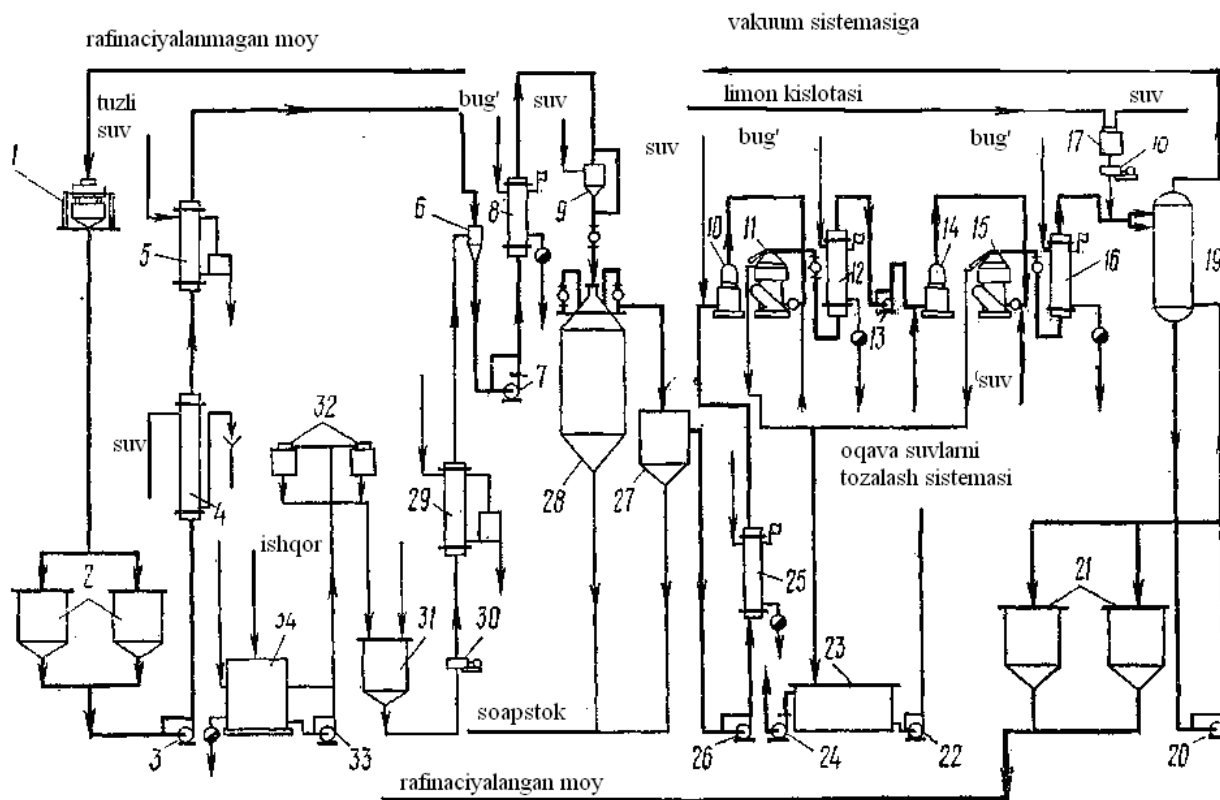 vakuum sistemasiga
rafinaciyalanmagan moy
tuzli
suv
bug'
suv
limon kislotasi
suv
suv
bug'
bug'
1
5
6
8
9
10
11
12
13
14
15
16
17
10
19
7
suv
4
32
29
28
27
suv
oqava suvlarni
tozalash sistemasi
ishqor
2
34
31
30
25
23
21
soapstok
3
33
26
24
22
20
rafinaciyalangan moy